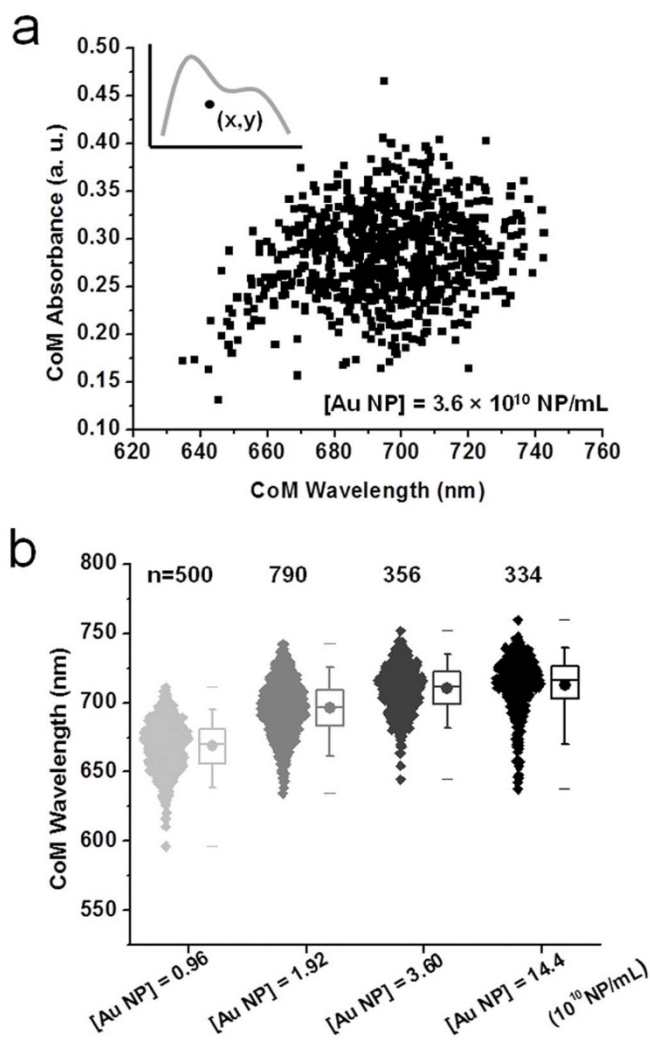 a
0.50
0.45
0.40
0.35
0.30
0.25
0.20
0.15
0.10
CoM Absorbance (a. u.)
(x,y)
[Au NP] = 3.6 × 10¹⁰ NP/mL
620 640 660 680 700 720 740 760
CoM Wavelength (nm)
b
800
750
700
650
600
550
CoM Wavelength (nm)
n=500 790 356 334
[Au NP] = 0.96
[Au NP] = 1.92
[Au NP] = 3.60
[Au NP] = 14.4
(10¹⁰ NP/mL)